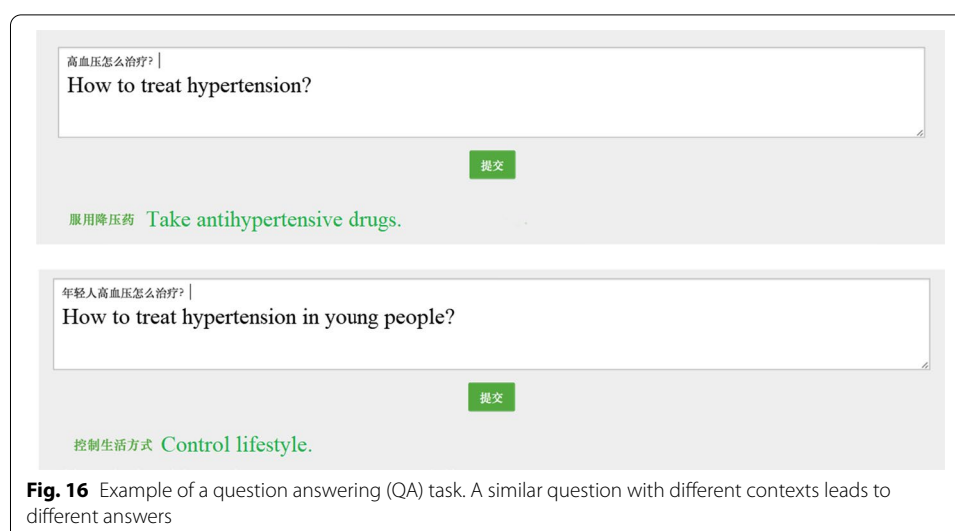 高血压怎么治疗?
How to treat hypertension?
提交
服用降压药 Take antihypertensive drugs.
年轻人高血压怎么治疗?
How to treat hypertension in young people?
提交
控制生活方式 Control lifestyle.
Fig. 16 Example of a question answering (QA) task. A similar question with different contexts leads to
different answers